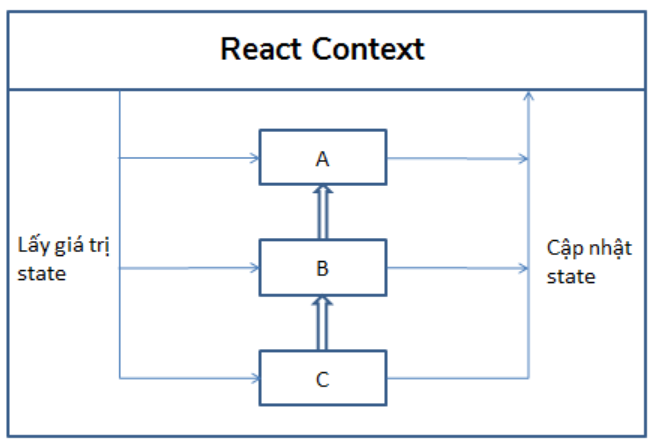 React Context
A
Lấy giá trị
state
B
Cập nhật
state
C